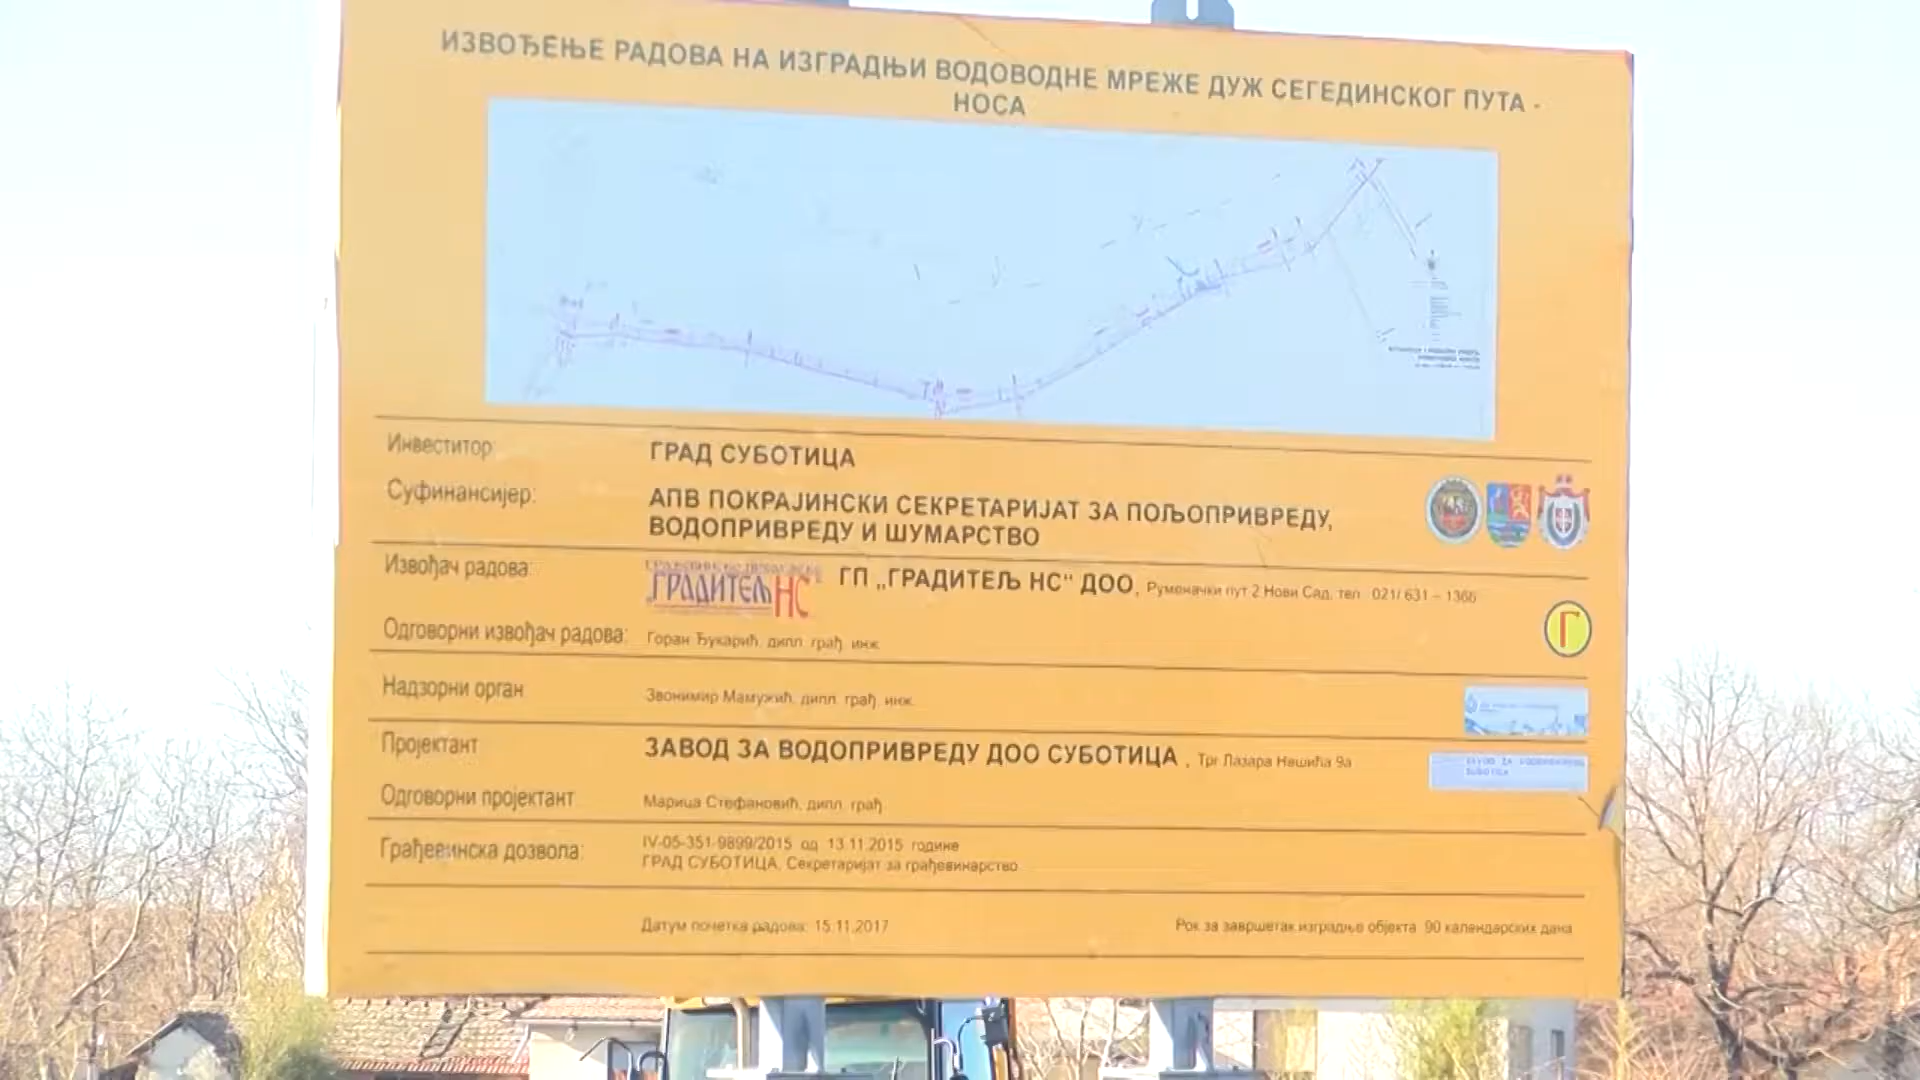 ИЗВОЂЕЊЕ РАДОВА НА ИЗГРАДЊИ ВОДОВОДНЕ МРЕЖЕ ДУЖ СЕГЕДИНСКОГ ПУТА -
НОСА
Инвеститор:
ГРАД СУБОТИЦА
Суфинансијер:
АПВ ПОКРАЈИНСКИ СЕКРЕТАРИЈАТ ЗА ПОЉОПРИВРЕДУ,
ВОДОПРИВРЕДУ И ШУМАРСТВО
Извођач радова:
ГРАДИТЕЉ НС
ГП „ГРАДИТЕЉ НС“ ДОО, Руменачки пут 2 Нови Сад, тел. 021/ 631 – 1366
Одговорни извођач радова:
Горан Ђукарић, дипл. грађ. инж.
Г
Надзорни орган
Звонимир Мамужић, дипл. грађ. инж.
Пројектант
ЗАВОД ЗА ВОДОПРИВРЕДУ ДОО СУБОТИЦА , Трг Лазара Нешића 9а
Одговорни пројектант
Марица Стефановић, дипл. грађ.
Грађевинска дозвола:
IV-05-351-9899/2015 од 13.11.2015 године
ГРАД СУБОТИЦА, Секретаријат за грађевинарство
Датум почетка радова: 15.11.2017
Рок за завршетак изградње објекта 90 календарских дана